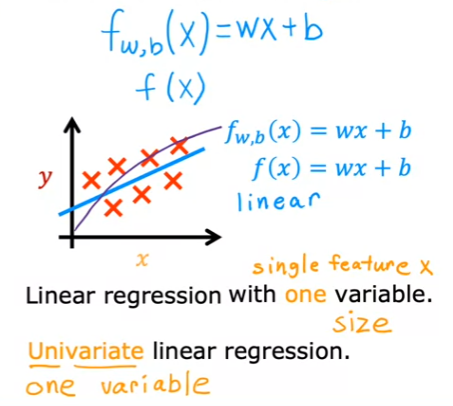 f_{w,b}(x) = wx + b
f(x)
f_{w,b}(x) = wx + b
f(x) = wx + b
linear
y
x
single feature x
Linear regression with one variable.
size
Univariate linear regression.
one variable